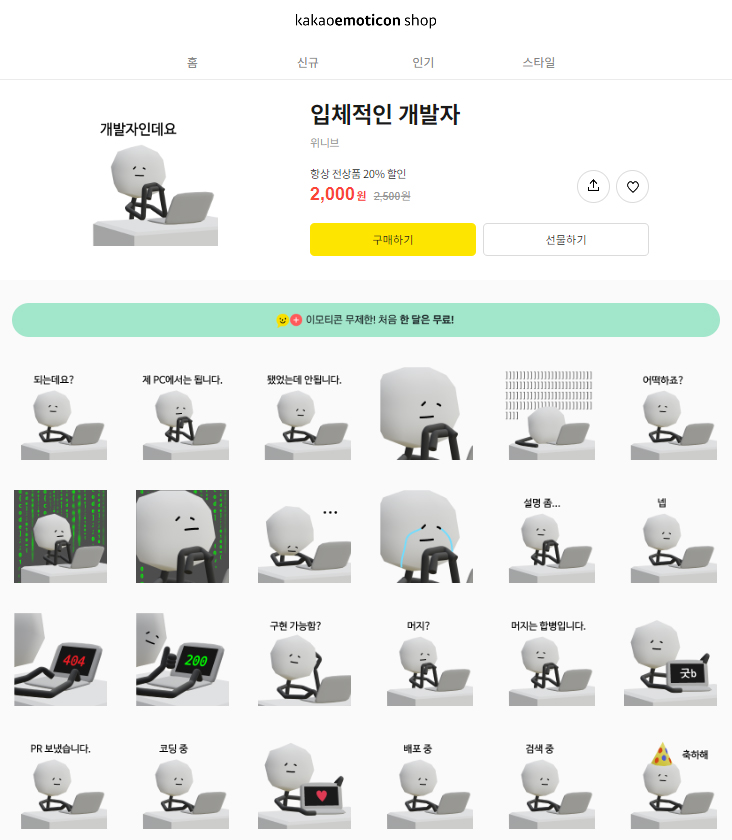 kakaoemoticon shop
홈
신규
인기
스타일
개발자인데요
입체적인 개발자
위니브
항상 전상품 20% 할인
2,000원 2,500원
구매하기
선물하기
이모티콘 무제한! 처음 한 달은 무료!
되는데요?
제 PC에서는 됩니다.
됐었는데 안됩니다.
]]]]]]]]]]]]]]]]]]]]]]]]
]]]]]]]]]]]]]]]]]]]]]]]]
]]]]]]]]]]]]]]]]]]]]]]]]
]]]]]]]]]]]]]]]]]]]]]]]]
]]]]
어떡하죠?
...
설명 좀...
넵
404
200
구현 가능함?
머지?
머지는 합병입니다.
굿b
PR 보냈습니다.
코딩 중
배포 중
검색 중
축하해